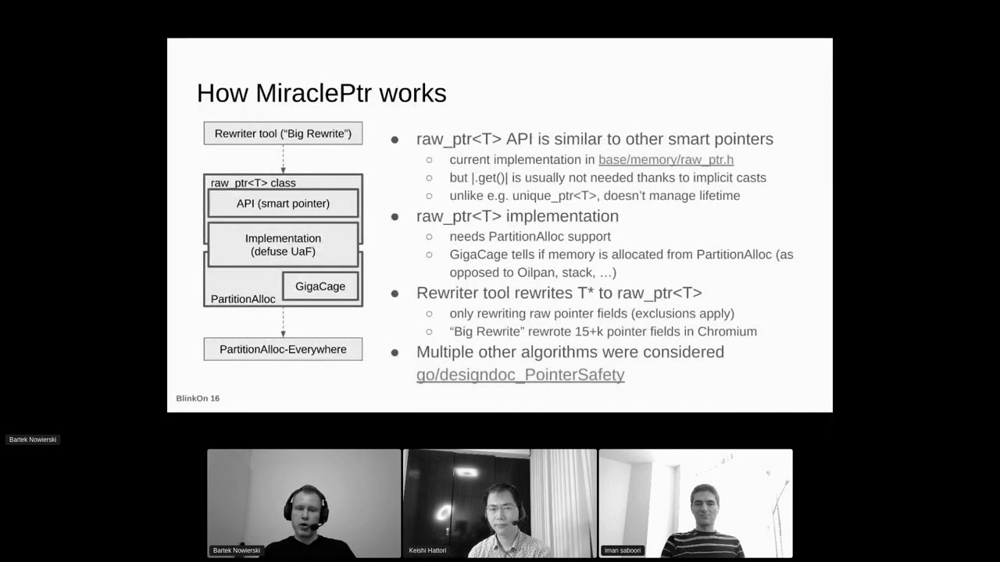 How MiraclePtr works
Rewriter tool (“Big Rewrite”)
raw_ptr<T> class
API (smart pointer)
Implementation
(defuse UaF)
GigaCage
PartitionAlloc
PartitionAlloc-Everywhere
● raw_ptr<T> API is similar to other smart pointers
○ current implementation in base/memory/raw_ptr.h
○ but |.get()| is usually not needed thanks to implicit casts
○ unlike e.g. unique_ptr<T>, doesn’t manage lifetime
● raw_ptr<T> implementation
○ needs PartitionAlloc support
○ GigaCage tells if memory is allocated from PartitionAlloc (as
opposed to Oilpan, stack, …)
● Rewriter tool rewrites T* to raw_ptr<T>
○ only rewriting raw pointer fields (exclusions apply)
○ “Big Rewrite” rewrote 15+k pointer fields in Chromium
● Multiple other algorithms were considered
go/designdoc_PointerSafety
BlinkOn 16
Bartek Nowierski
Bartek Nowierski
Keishi Hattori
iman saboori